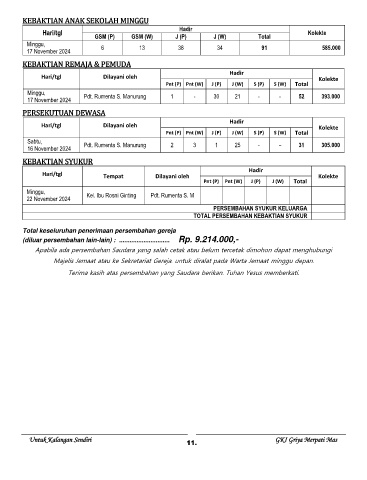 KEBAKTIAN ANAK SEKOLAH MINGGU
Hari/tgl Hadir Kolekte
GSM (P) GSM (W) J (P) J (W) Total
Minggu, 17 November 2024 6 13 38 34 91 585.000
KEBAKTIAN REMAJA & PEMUDA
Hari/tgl Dilayani oleh Hadir Kolekte
Pnt (P) Pnt (W) J (P) J (W) S (P) S (W) Total
Minggu, 17 November 2024 Pdt. Rumenta S. Manurung 1 - 30 21 - - 52 393.000
PERSEKUTUAN DEWASA
Hari/tgl Dilayani oleh Hadir Kolekte
Pnt (P) Pnt (W) J (P) J (W) S (P) S (W) Total
Sabtu, 16 November 2024 Pdt. Rumenta S. Manurung 2 3 1 25 - - 31 305.000
KEBAKTIAN SYUKUR
Hari/tgl Tempat Dilayani oleh Hadir Kolekte
Pnt (P) Pnt (W) J (P) J (W) Total
Minggu, 22 November 2024 Kel. Ibu Rosni Ginting Pdt. Rumenta S. M
PERSEMBAHAN SYUKUR KELUARGA
TOTAL PERSEMBAHAN KEBAKTIAN SYUKUR
Total keseluruhan penerimaan persembahan gereja
(diluar persembahan lain-lain) : ............................ Rp. 9.214.000,-
Apabila ada persembahan Saudara yang salah cetak atau belum tercetak dimohon dapat menghubungi
Majelis Jemaat atau ke Sekretariat Gereja untuk diralat pada Warta Jemaat minggu depan.
Terima kasih atas persembahan yang Saudara berikan. Tuhan Yesus memberkati.
Untuk Kalangan Sendiri 11. GKI Griya Merpati Mas